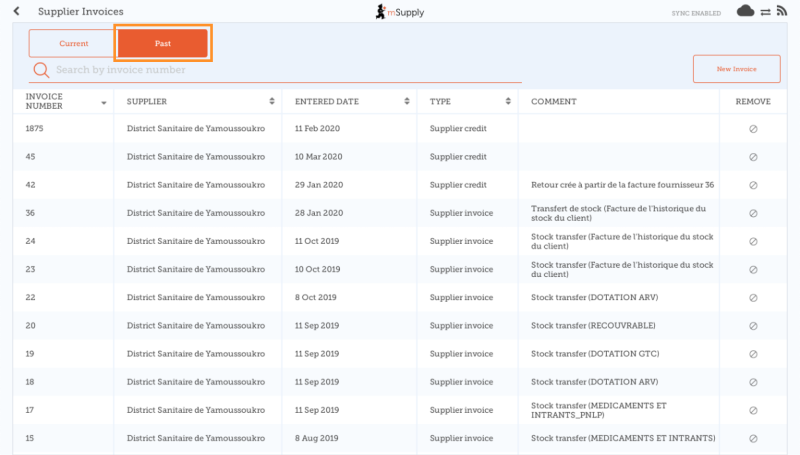 Supplier Invoices
mSupply
SYNC ENABLED
Current
Past
Search by invoice number
New Invoice
INVOICE NUMBER SUPPLIER ENTERED DATE TYPE COMMENT REMOVE
1875 District Sanitaire de Yamoussoukro 11 Feb 2020 Supplier credit
45 District Sanitaire de Yamoussoukro 10 Mar 2020 Supplier credit
42 District Sanitaire de Yamoussoukro 29 Jan 2020 Supplier credit Retour crée à partir de la facture fournisseur 36
36 District Sanitaire de Yamoussoukro 28 Jan 2020 Supplier invoice Transfert de stock (Facture de l'historique du
stock du client)
24 District Sanitaire de Yamoussoukro 11 Oct 2019 Supplier invoice Stock transfer (Facture de l'historique du stock
du client)
23 District Sanitaire de Yamoussoukro 10 Oct 2019 Supplier invoice Stock transfer (Facture de l'historique du stock
du client)
22 District Sanitaire de Yamoussoukro 8 Oct 2019 Supplier invoice Stock transfer (DOTATION ARV)
20 District Sanitaire de Yamoussoukro 11 Sep 2019 Supplier invoice Stock transfer (RECOUVRABLE)
19 District Sanitaire de Yamoussoukro 11 Sep 2019 Supplier invoice Stock transfer (DOTATION GTC)
18 District Sanitaire de Yamoussoukro 11 Sep 2019 Supplier invoice Stock transfer (DOTATION ARV)
17 District Sanitaire de Yamoussoukro 11 Sep 2019 Supplier invoice Stock transfer (MEDICAMENTS ET
INTRANTS_PNLP)
15 District Sanitaire de Yamoussoukro 8 Aug 2019 Supplier invoice Stock transfer (MEDICAMENTS ET INTRANTS)